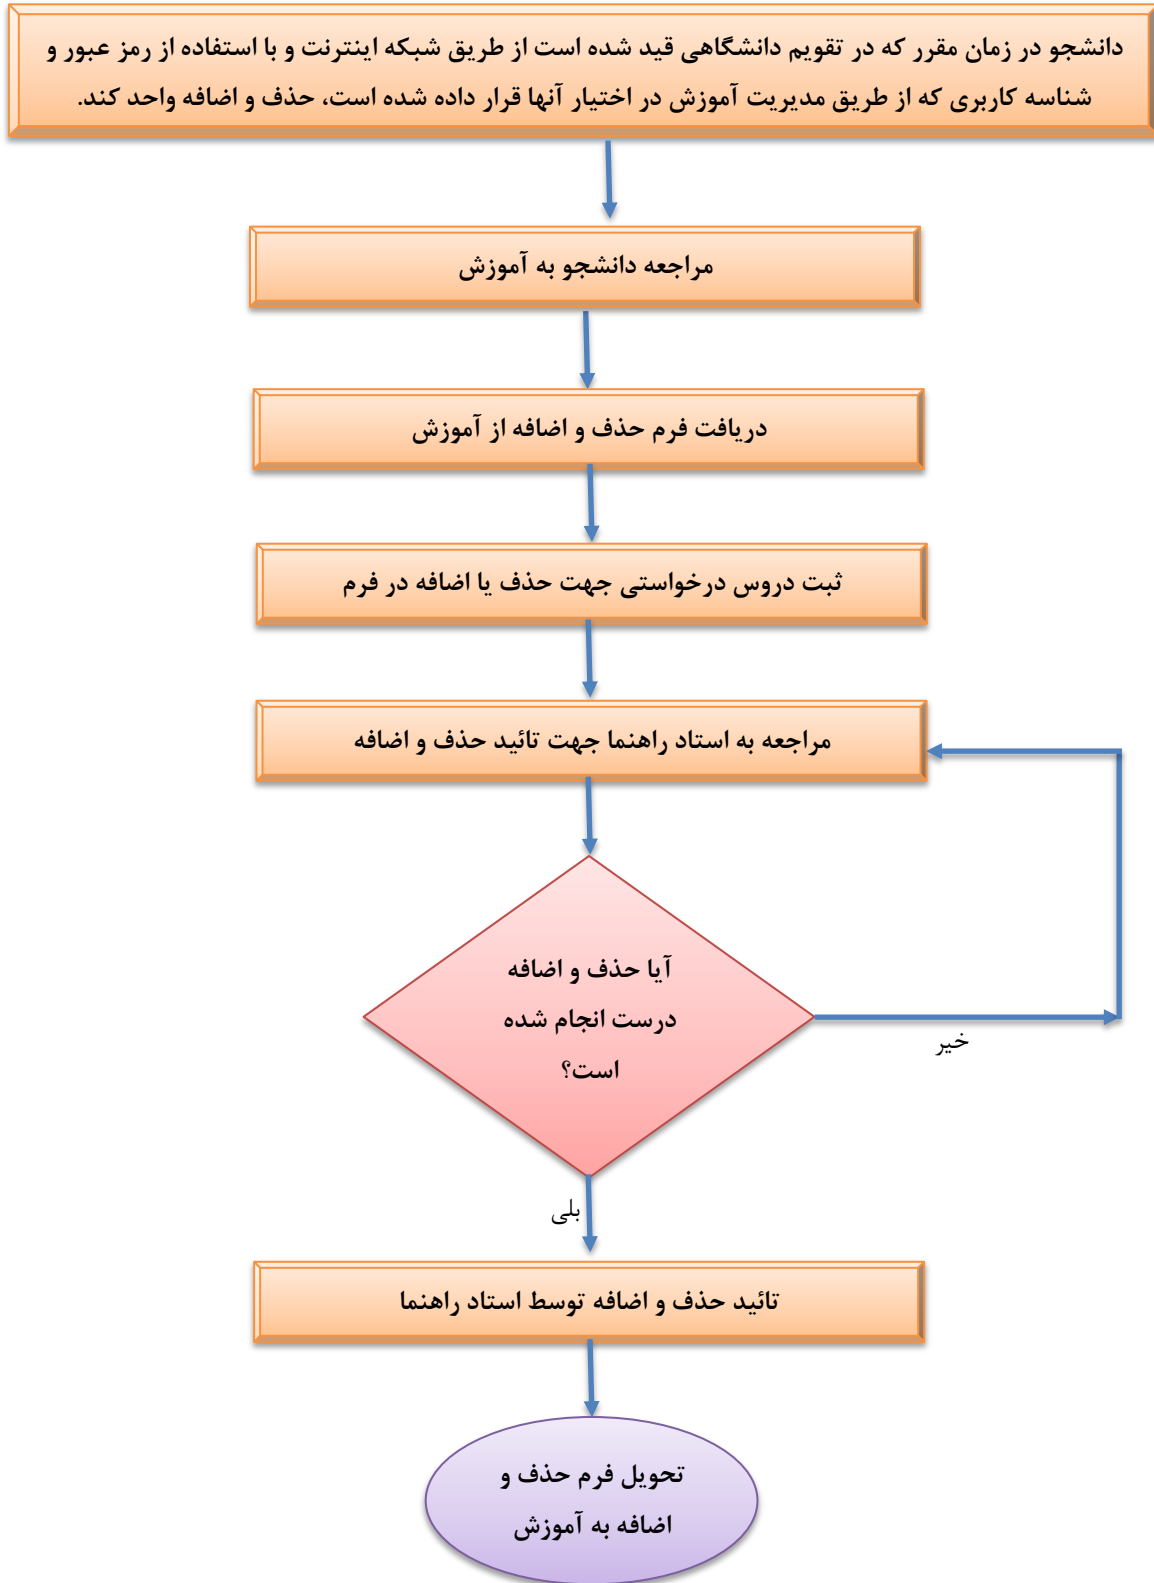 دانشجو در زمان مقرر که در تقویم دانشگاهی قید شده است از طریق شبکه اینترنت و با استفاده از رمز عبور و
شناسه کاربری که از طریق مدیریت آموزش در اختیار آنها قرار داده شده است، حذف و اضافه واحد کند.
مراجعه دانشجو به آموزش
دریافت فرم حذف و اضافه از آموزش
ثبت دروس درخواستی جهت حذف یا اضافه در فرم
مراجعه به استاد راهنما جهت تائید حذف و اضافه
آیا حذف و اضافه
درست انجام شده
است؟
خیر
بلی
تائید حذف و اضافه توسط استاد راهنما
تحویل فرم حذف و
اضافه به آموزش